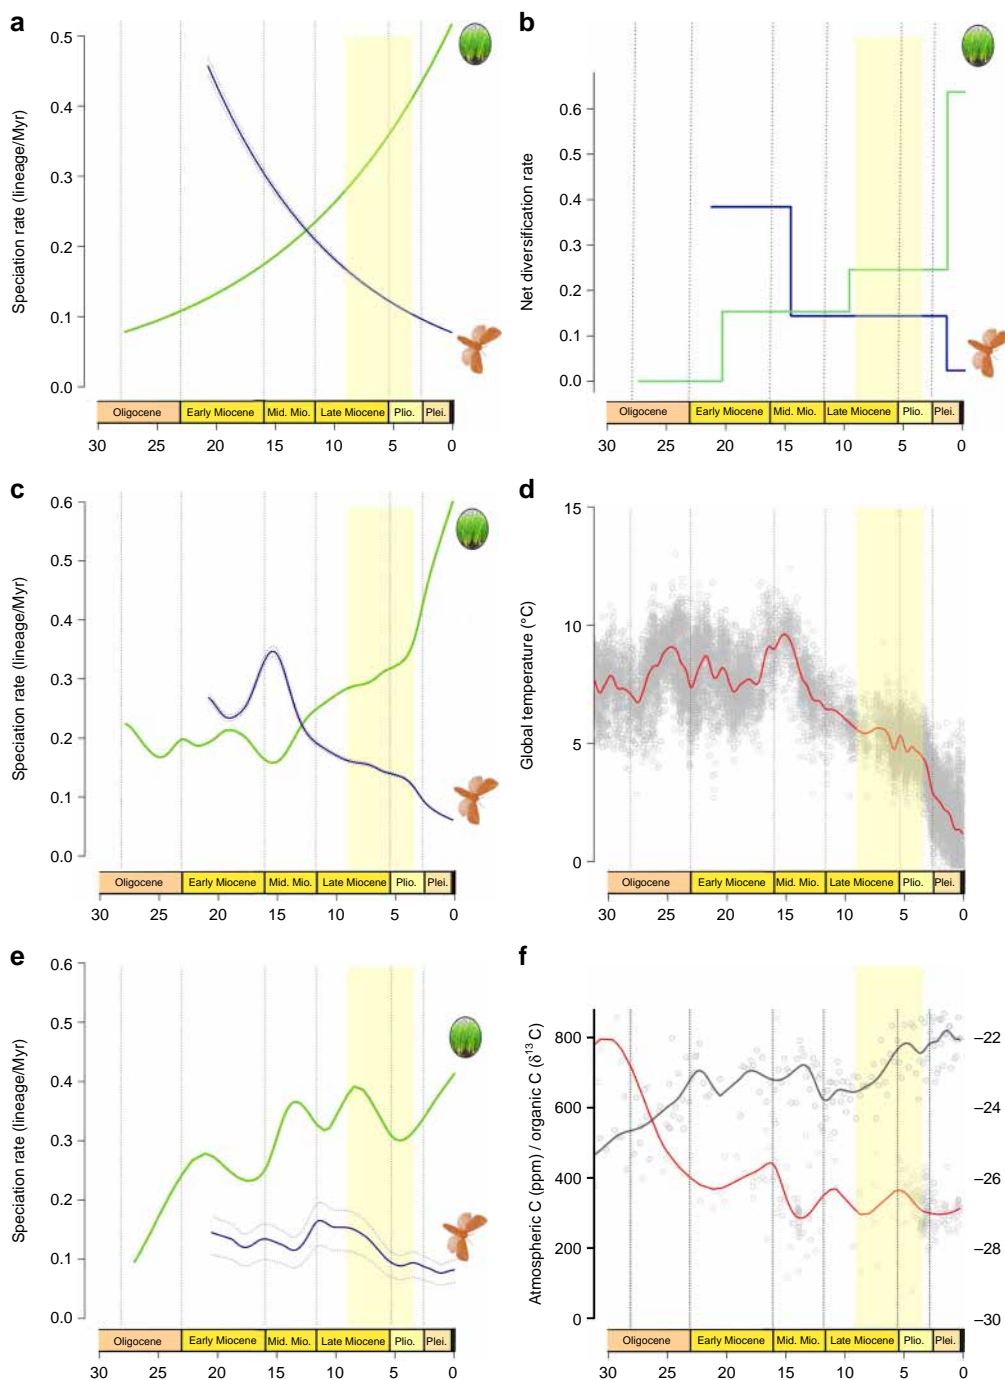 a
Speciation rate (lineage/Myr)
0.5
0.4
0.3
0.2
0.1
0.0
Oligocene Early Miocene Mid. Mio. Late Miocene Plio. Plei.
30 25 20 15 10 5 0
b
Net diversification rate
0.6
0.5
0.4
0.3
0.2
0.1
0.0
Oligocene Early Miocene Mid. Mio. Late Miocene Plio. Plei.
30 25 20 15 10 5 0
c
Speciation rate (lineage/Myr)
0.6
0.5
0.4
0.3
0.2
0.1
0.0
Oligocene Early Miocene Mid. Mio. Late Miocene Plio. Plei.
30 25 20 15 10 5 0
d
Global temperature (°C)
15
10
5
0
Oligocene Early Miocene Mid. Mio. Late Miocene Plio. Plei.
30 25 20 15 10 5 0
e
Speciation rate (lineage/Myr)
0.6
0.5
0.4
0.3
0.2
0.1
0.0
Oligocene Early Miocene Mid. Mio. Late Miocene Plio. Plei.
30 25 20 15 10 5 0
f
Atmospheric C (ppm) / organic C (δ¹³ C)
800
600
400
200
0
–22
–24
–26
–28
–30
Oligocene Early Miocene Mid. Mio. Late Miocene Plio. Plei.
30 25 20 15 10 5 0